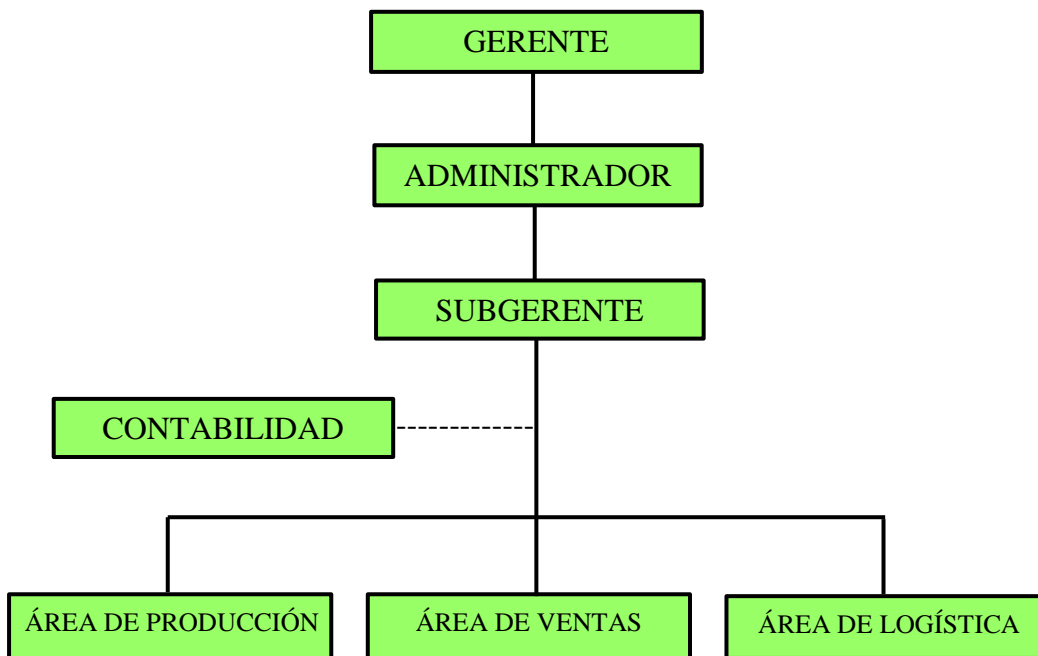 GERENTE
ADMINISTRADOR
SUBGERENTE
CONTABILIDAD
ÁREA DE PRODUCCIÓN
ÁREA DE VENTAS
ÁREA DE LOGÍSTICA